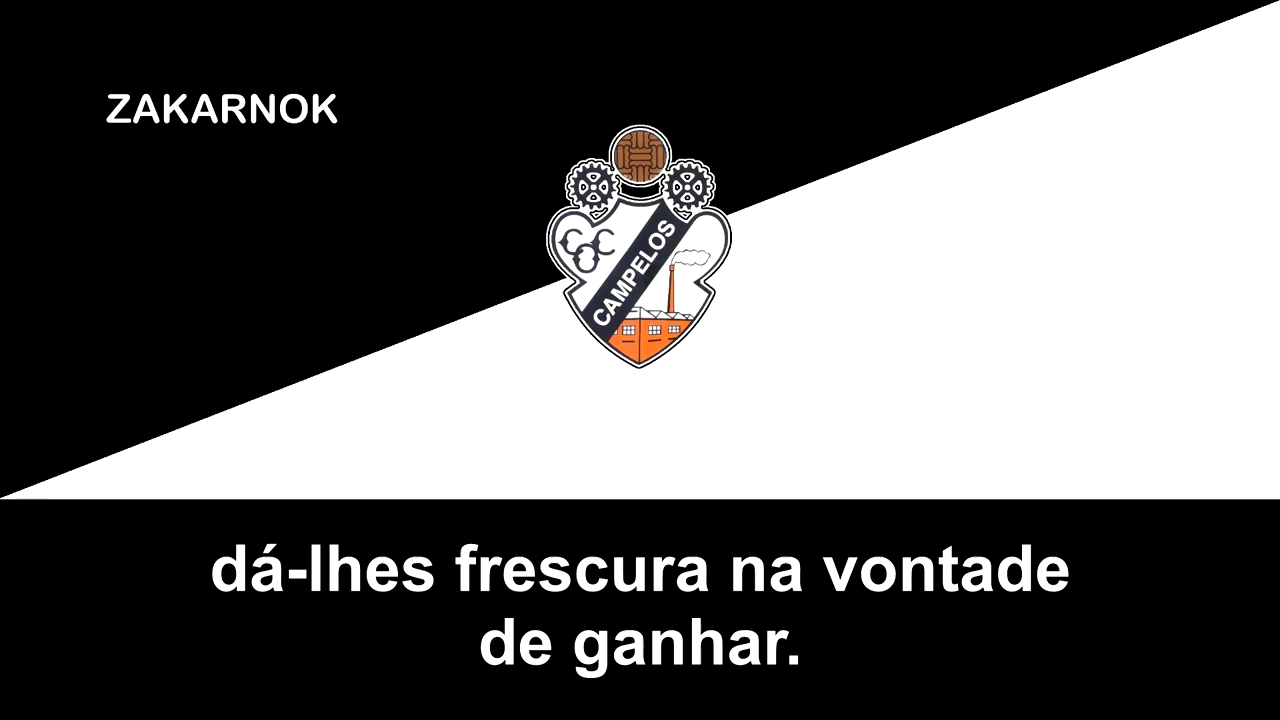 ZAKARNOK
CCC
CAMPELOS
dá-lhes frescura na vontade
de ganhar.